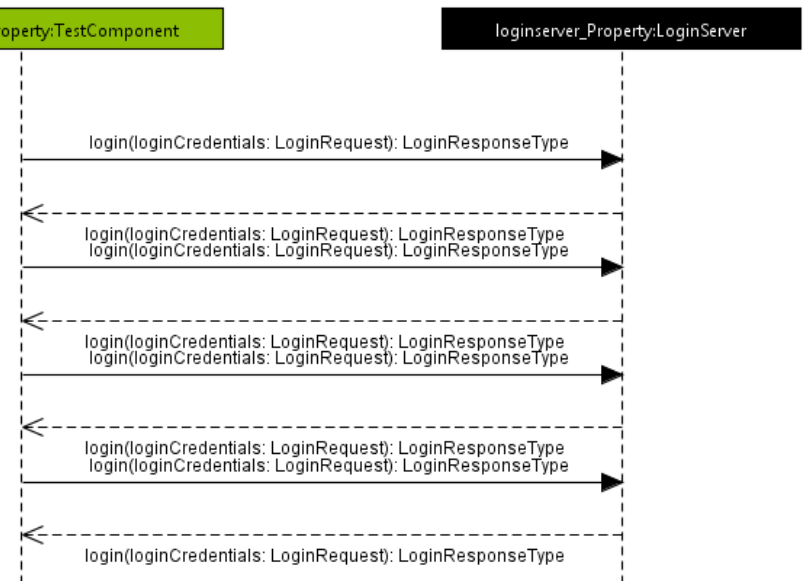 operty:TestComponent
loginserver_Property:LoginServer
login(loginCredentials: LoginRequest): LoginResponseType
login(loginCredentials: LoginRequest): LoginResponseType
login(loginCredentials: LoginRequest): LoginResponseType
login(loginCredentials: LoginRequest): LoginResponseType
login(loginCredentials: LoginRequest): LoginResponseType
login(loginCredentials: LoginRequest): LoginResponseType
login(loginCredentials: LoginRequest): LoginResponseType
login(loginCredentials: LoginRequest): LoginResponseType